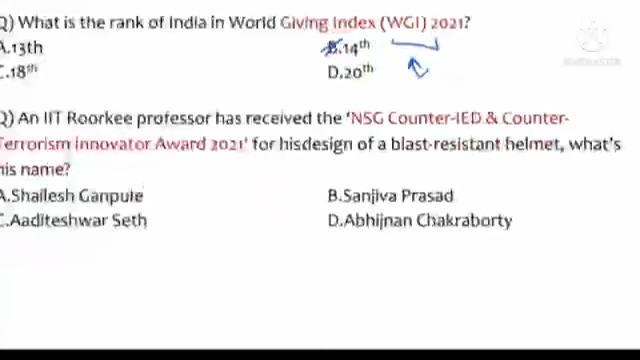 Q) What is the rank of India in World Giving Index (WGI) 2021?
A.13th B.14th
C.18th D.20th
Q) An IIT Roorkee professor has received the 'NSG Counter-IED & Counter-
Terrorism Innovator Award 2021' for hisdesign of a blast-resistant helmet, what's
his name?
A.Shailesh Ganpule B.Sanjiva Prasad
C.Aaditeshwar Seth D.Abhijnan Chakraborty